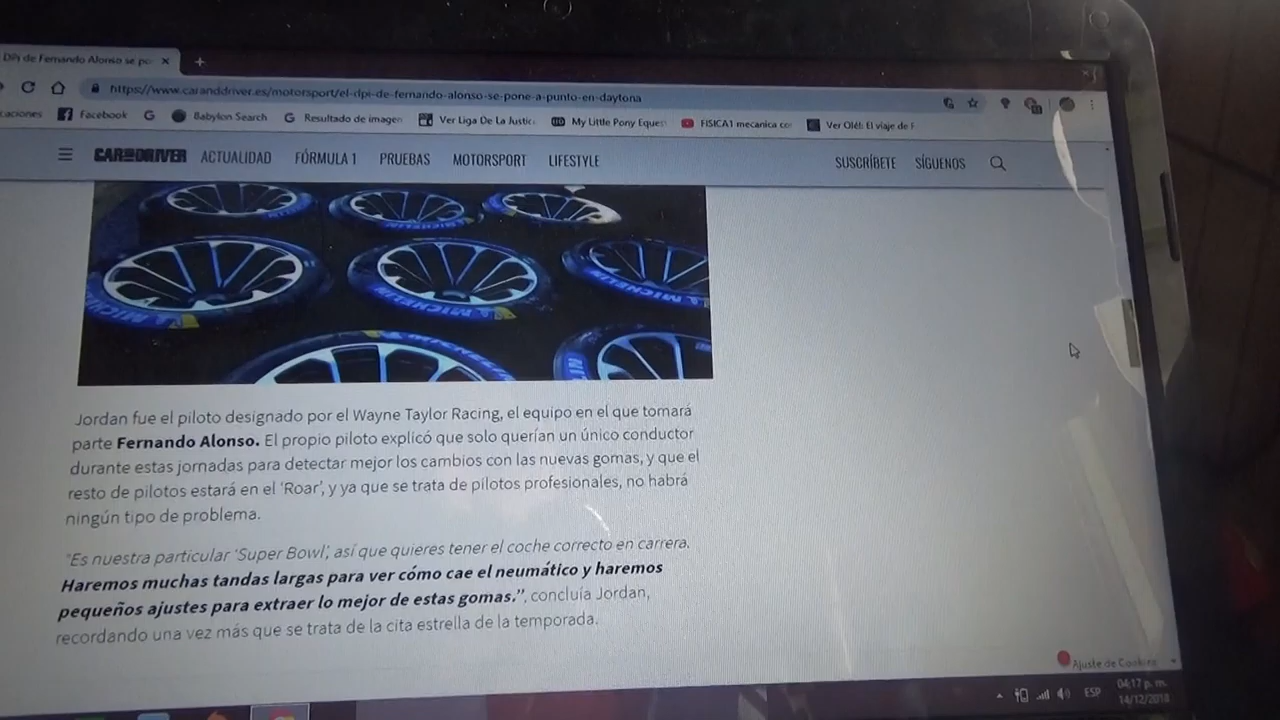 DPi de Fernando Alonso se po
https://www.caranddriver.es/motorsport/el-dpi-de-fernando-alonso-se-pone-a-punto-en-daytona
caciones Facebook Babylon Search Resultado de imagen Ver Liga De La Justic My Little Pony Eques FISICA1 mecanica co Ver Olé!: El viaje de F
CAR AND DRIVER ACTUALIDAD FÓRMULA 1 PRUEBAS MOTORSPORT LIFESTYLE SUSCRÍBETE SÍGUENOS
MICHELIN
MICHELIN MICHELIN MICHELIN
MICHELIN
Jordan fue el piloto designado por el Wayne Taylor Racing, el equipo en el que tomará
parte Fernando Alonso. El propio piloto explicó que solo querían un único conductor
durante estas jornadas para detectar mejor los cambios con las nuevas gomas, y que el
resto de pilotos estará en el ‘Roar’, y ya que se trata de pilotos profesionales, no habrá
ningún tipo de problema.
“Es nuestra particular ‘Super Bowl’, así que quieres tener el coche correcto en carrera.
Haremos muchas tandas largas para ver cómo cae el neumático y haremos
pequeños ajustes para extraer lo mejor de estas gomas.”, concluía Jordan,
recordando una vez más que se trata de la cita estrella de la temporada.
Ajuste de Cookies
ESP 04:17 p. m.
14/12/2018